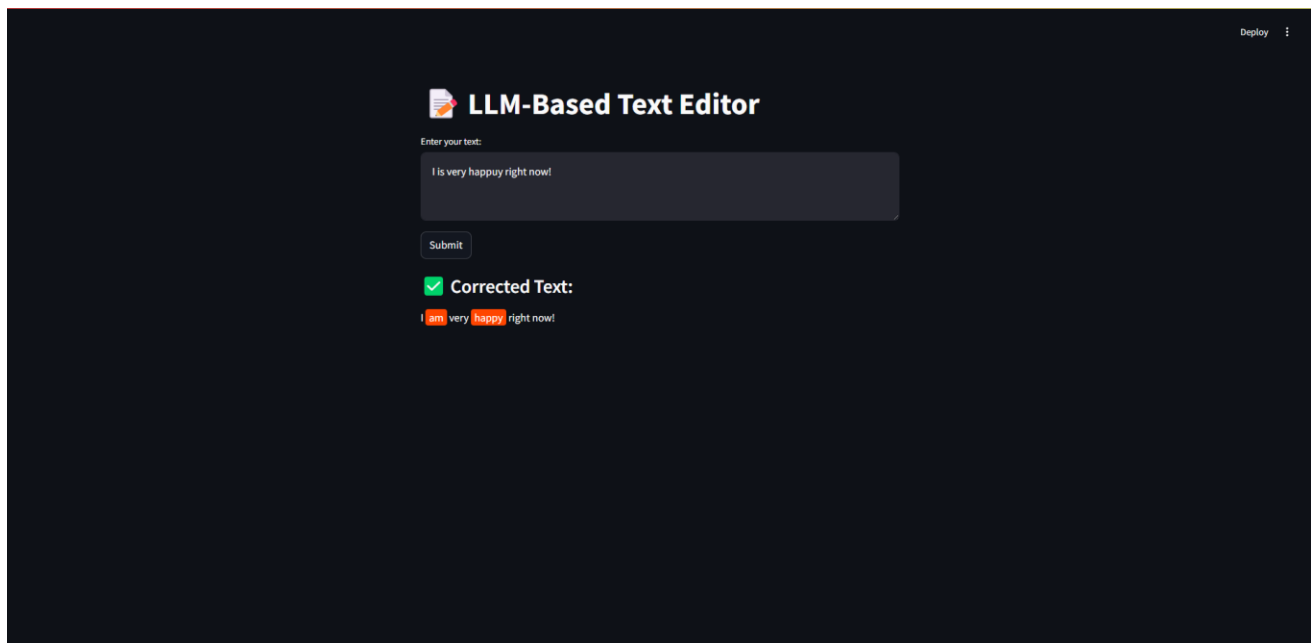 Deploy
LLM-Based Text Editor
Enter your text:
I is very happuy right now!
Submit
Corrected Text:
I am very happy right now!